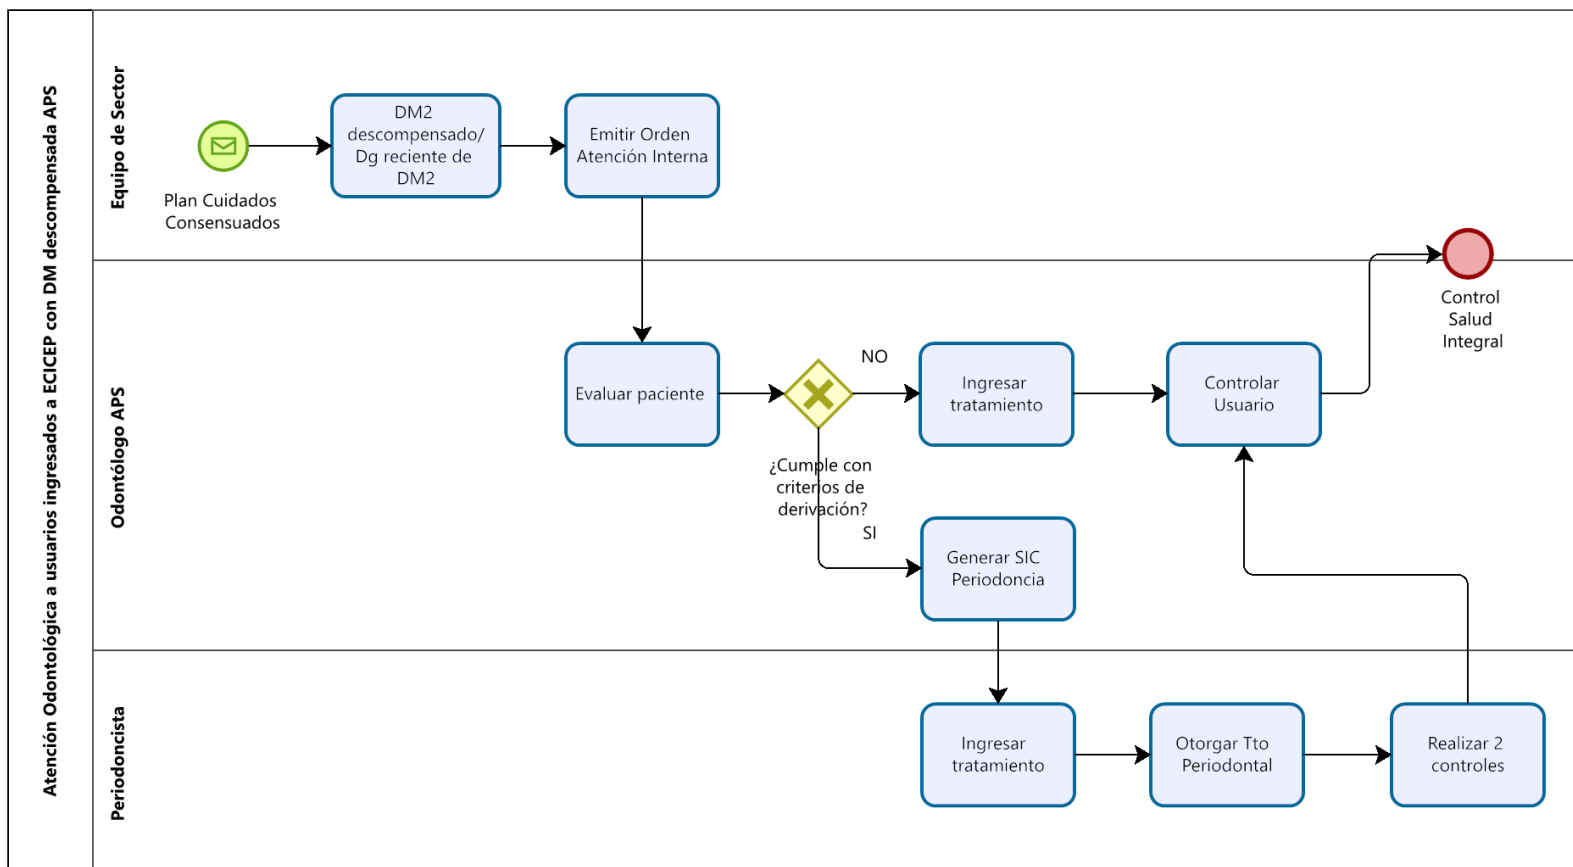 Atención Odontológica a usuarios ingresados a ECICEP con DM descompensada APS
Equipo de Sector
Plan Cuidados
Consensuados
DM2
descompensado/
Dg reciente de
DM2
Emitir Orden
Atención Interna
Control
Salud
Integral
Odontólogo APS
Evaluar paciente
¿Cumple con
criterios de
derivación?
NO
SI
Ingresar
tratamiento
Controlar
Usuario
Generar SIC
Periodoncia
Periodoncista
Ingresar
tratamiento
Otorgar Tto
Periodontal
Realizar 2
controles